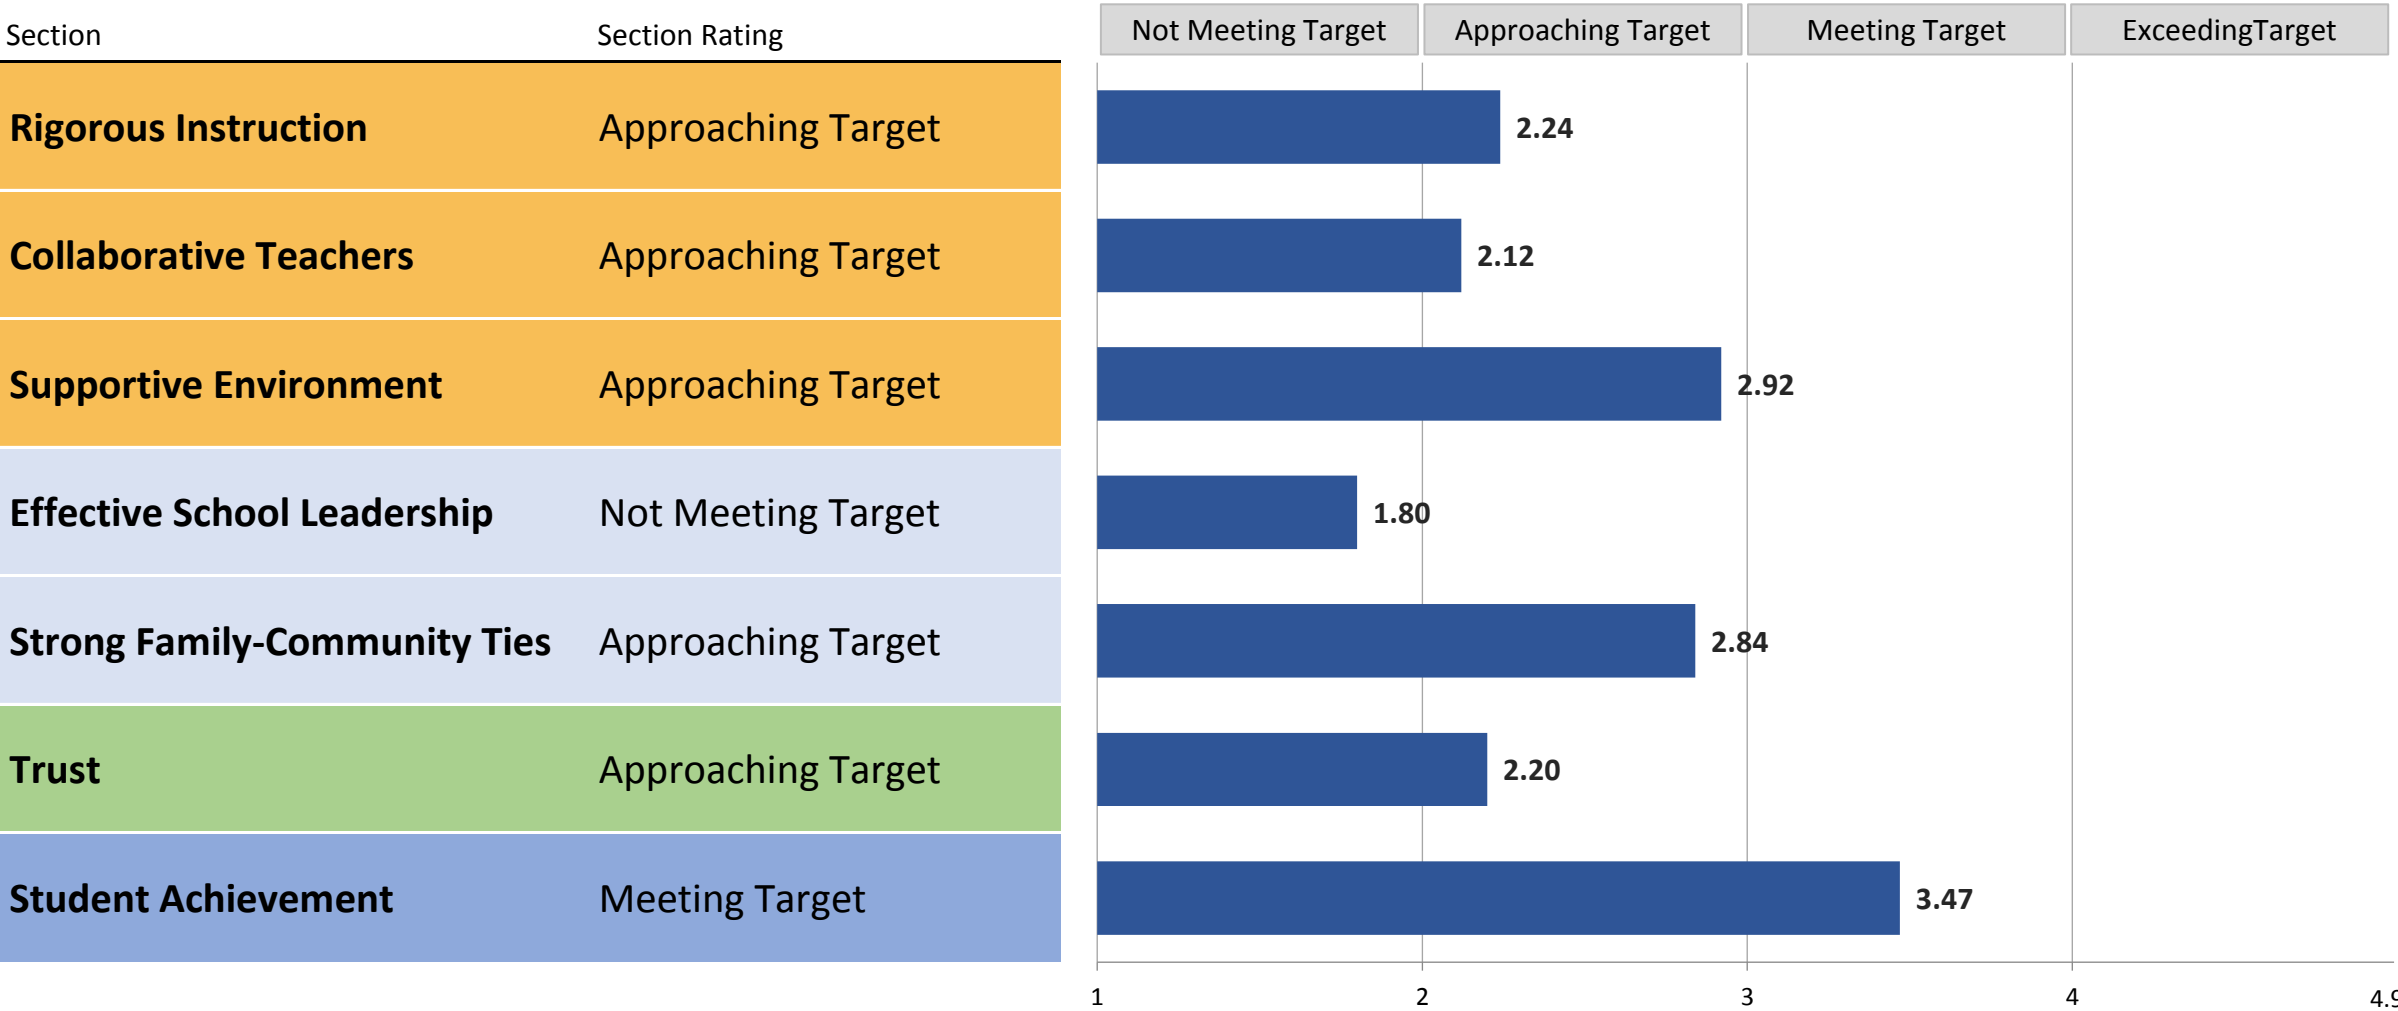 Section Section Rating Not Meeting Target Approaching Target Meeting Target ExceedingTarget
Rigorous Instruction Approaching Target 2.24
Collaborative Teachers Approaching Target 2.12
Supportive Environment Approaching Target 2.92
Effective School Leadership Not Meeting Target 1.80
Strong Family-Community Ties Approaching Target 2.84
Trust Approaching Target 2.20
Student Achievement Meeting Target 3.47
1 2 3 4